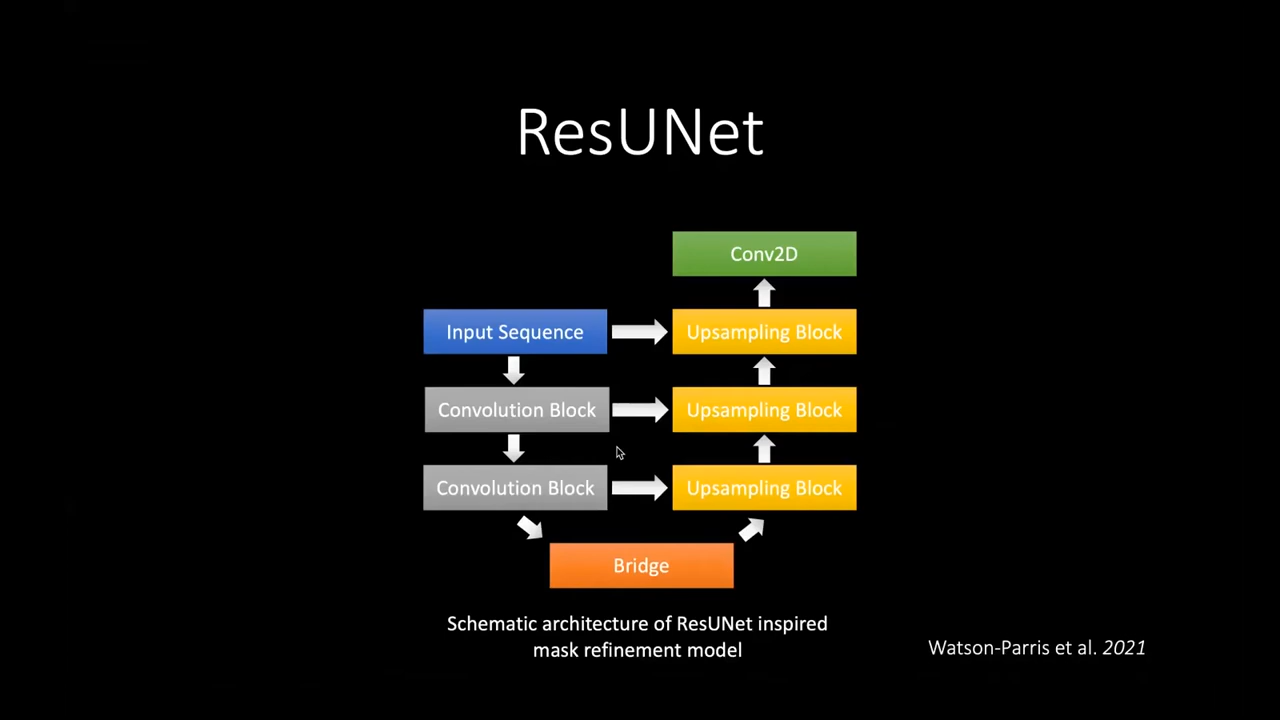 ResUNet
Conv2D
Input Sequence
Upsampling Block
Convolution Block
Upsampling Block
Convolution Block
Upsampling Block
Bridge
Schematic architecture of ResUNet inspired
mask refinement model
Watson-Parris et al. 2021